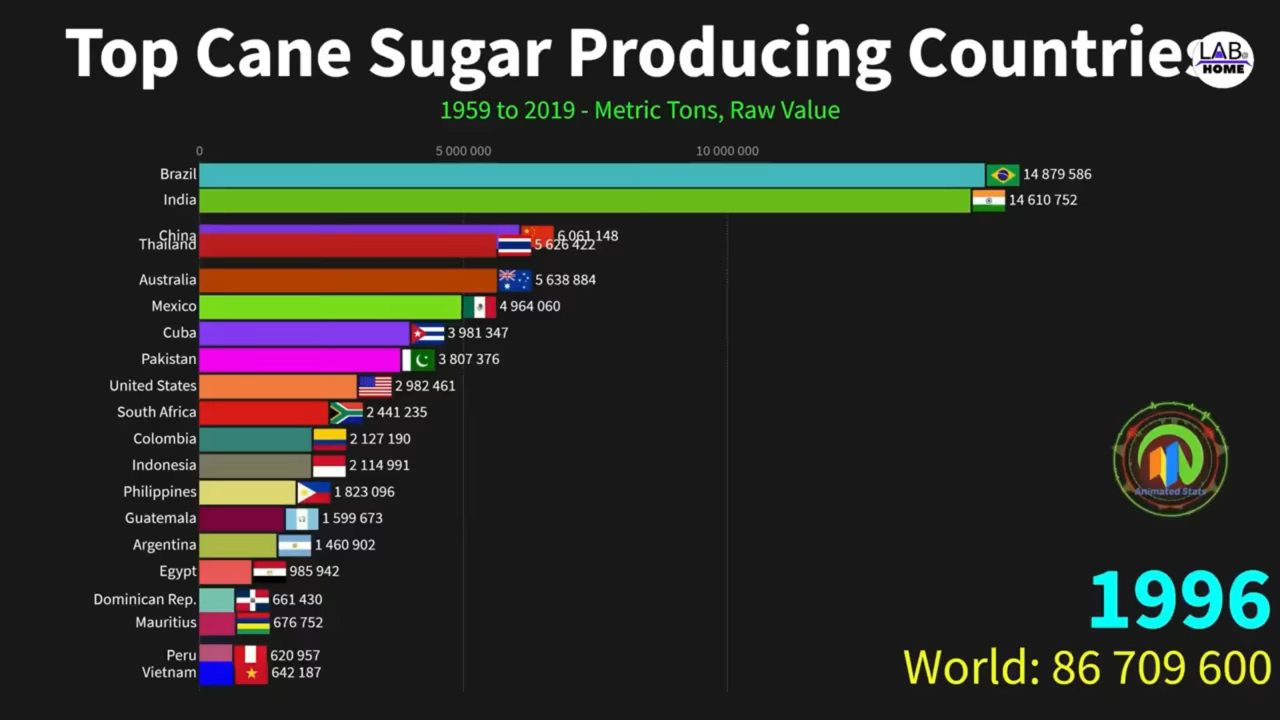 Top Cane Sugar Producing Countries
LAB
HOME
1959 to 2019 - Metric Tons, Raw Value
0 5 000 000 10 000 000
Brazil 14 879 586
India 14 610 752
China 6 061 148
Thailand 5 626 422
Australia 5 638 884
Mexico 4 964 060
Cuba 3 981 347
Pakistan 3 807 376
United States 2 982 461
South Africa 2 441 235
Colombia 2 127 190
Indonesia 2 114 991
Philippines 1 823 096
Guatemala 1 599 673
Argentina 1 460 902
Egypt 985 942
Dominican Rep. 661 430
Mauritius 676 752
Peru 620 957
Vietnam 642 187
Animated Stats
1996
World: 86 709 600